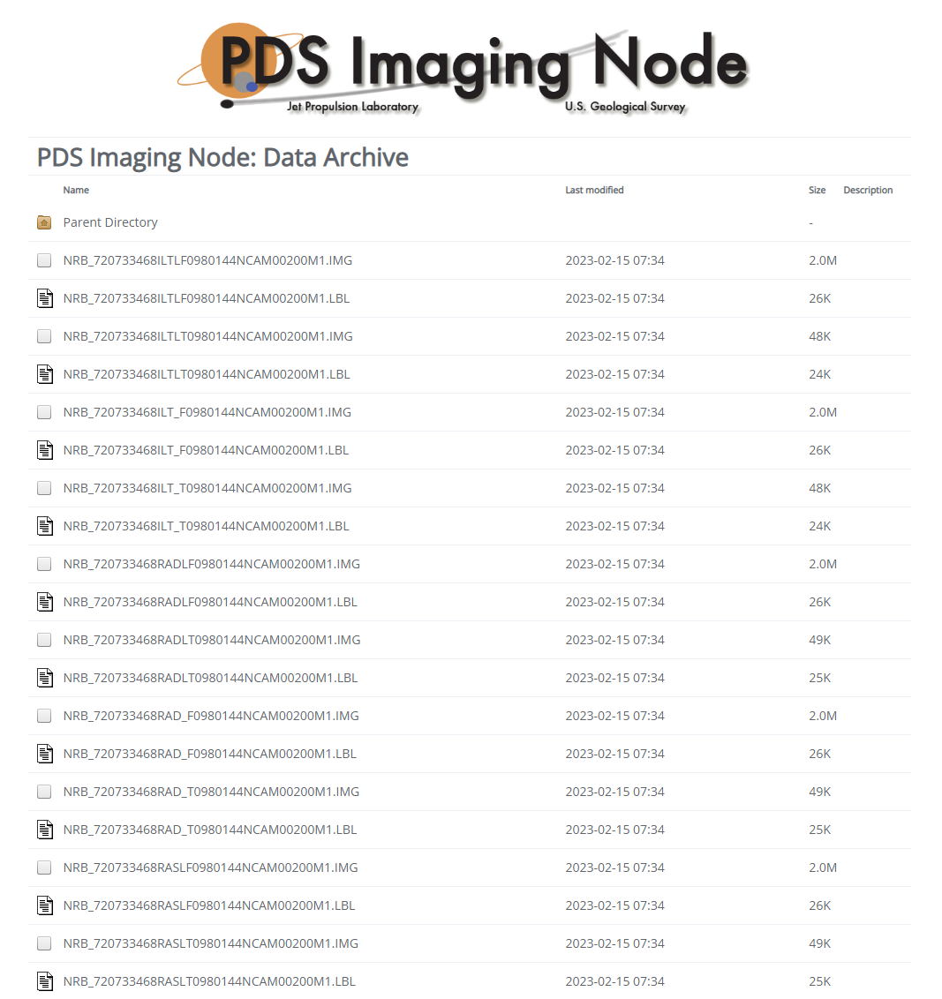 PDS Imaging Node
Jet Propulsion Laboratory U.S. Geological Survey
PDS Imaging Node: Data Archive
Name Last modified Size Description
Parent Directory -
NRB_720733468ILTLF0980144NCAM00200M1.IMG 2023-02-15 07:34 2.0M
NRB_720733468ILTLF0980144NCAM00200M1.LBL 2023-02-15 07:34 26K
NRB_720733468ILTLT0980144NCAM00200M1.IMG 2023-02-15 07:34 48K
NRB_720733468ILTLT0980144NCAM00200M1.LBL 2023-02-15 07:34 24K
NRB_720733468ILT_F0980144NCAM00200M1.IMG 2023-02-15 07:34 2.0M
NRB_720733468ILT_F0980144NCAM00200M1.LBL 2023-02-15 07:34 26K
NRB_720733468ILT_T0980144NCAM00200M1.IMG 2023-02-15 07:34 48K
NRB_720733468ILT_T0980144NCAM00200M1.LBL 2023-02-15 07:34 24K
NRB_720733468RADLF0980144NCAM00200M1.IMG 2023-02-15 07:34 2.0M
NRB_720733468RADLF0980144NCAM00200M1.LBL 2023-02-15 07:34 26K
NRB_720733468RADLT0980144NCAM00200M1.IMG 2023-02-15 07:34 49K
NRB_720733468RADLT0980144NCAM00200M1.LBL 2023-02-15 07:34 25K
NRB_720733468RAD_F0980144NCAM00200M1.IMG 2023-02-15 07:34 2.0M
NRB_720733468RAD_F0980144NCAM00200M1.LBL 2023-02-15 07:34 26K
NRB_720733468RAD_T0980144NCAM00200M1.IMG 2023-02-15 07:34 49K
NRB_720733468RAD_T0980144NCAM00200M1.LBL 2023-02-15 07:34 25K
NRB_720733468RASLF0980144NCAM00200M1.IMG 2023-02-15 07:34 2.0M
NRB_720733468RASLF0980144NCAM00200M1.LBL 2023-02-15 07:34 26K
NRB_720733468RASLT0980144NCAM00200M1.IMG 2023-02-15 07:34 49K
NRB_720733468RASLT0980144NCAM00200M1.LBL 2023-02-15 07:34 25K